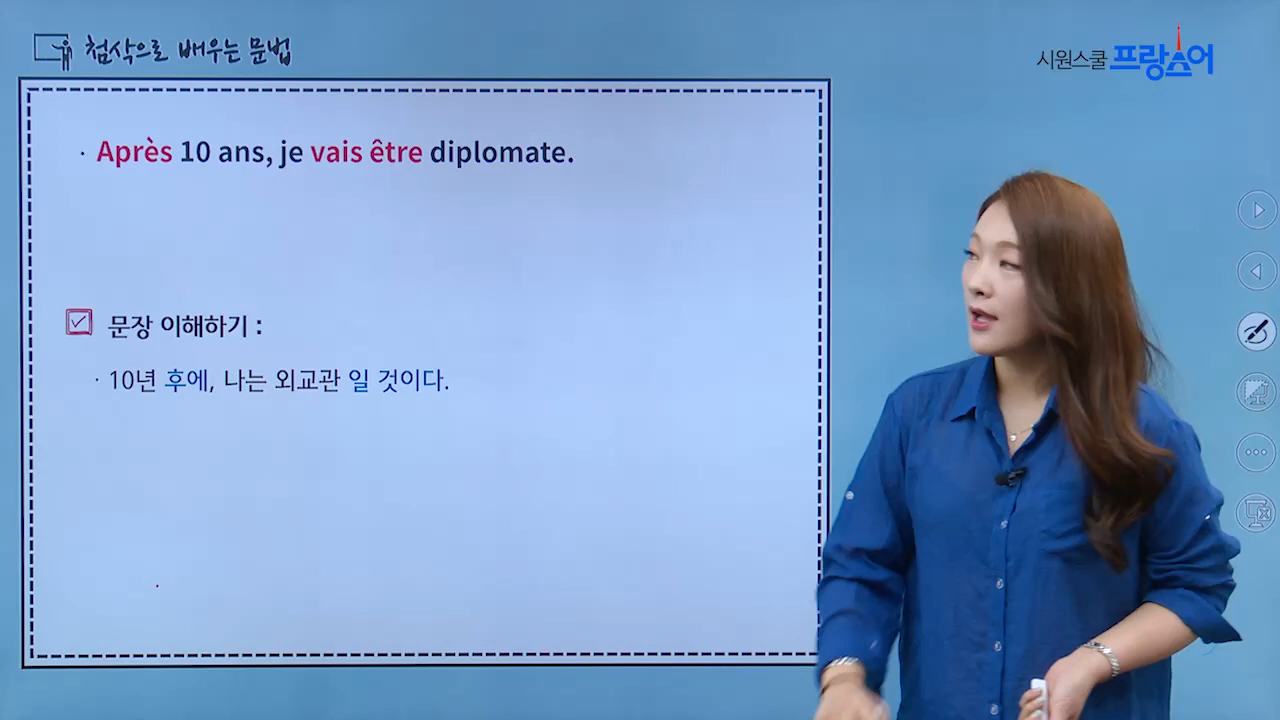 첨삭으로 배우는 문법
시원스쿨 프랑스어
· Après 10 ans, je vais être diplomate.
문장 이해하기 :
· 10년 후에, 나는 외교관 일 것이다.